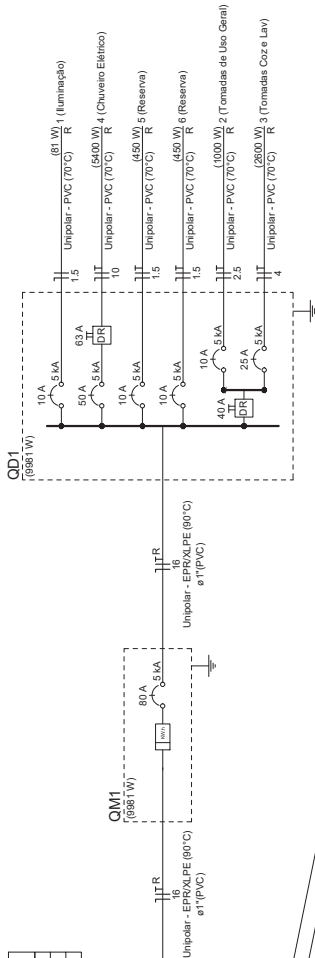 QD1
(9981 W)
10 A
5 kA
1.5
Unipolar - PVC (70°C)
(81 W)
R
1 (Iluminação)
50 A
5 kA
63 A
DR
10
Unipolar - PVC (70°C)
(5400 W)
R
4 (Chuveiro Elétrico)
10 A
5 kA
1.5
Unipolar - PVC (70°C)
(450 W)
R
5 (Reserva)
10 A
5 kA
1.5
Unipolar - PVC (70°C)
(450 W)
R
6 (Reserva)
40 A
DR
10 A
5 kA
2.5
Unipolar - PVC (70°C)
(1000 W)
R
2 (Tomadas de Uso Geral)
25 A
5 kA
4
Unipolar - PVC (70°C)
(2600 W)
R
3 (Tomadas Coz e Lav)
R
16
Unipolar - EPR/XLPE (90°C)
ø1"(PVC)
QM1
(9981 W)
80 A
5 kA
KWh
R
16
Unipolar - EPR/XLPE (90°C)
ø1"(PVC)